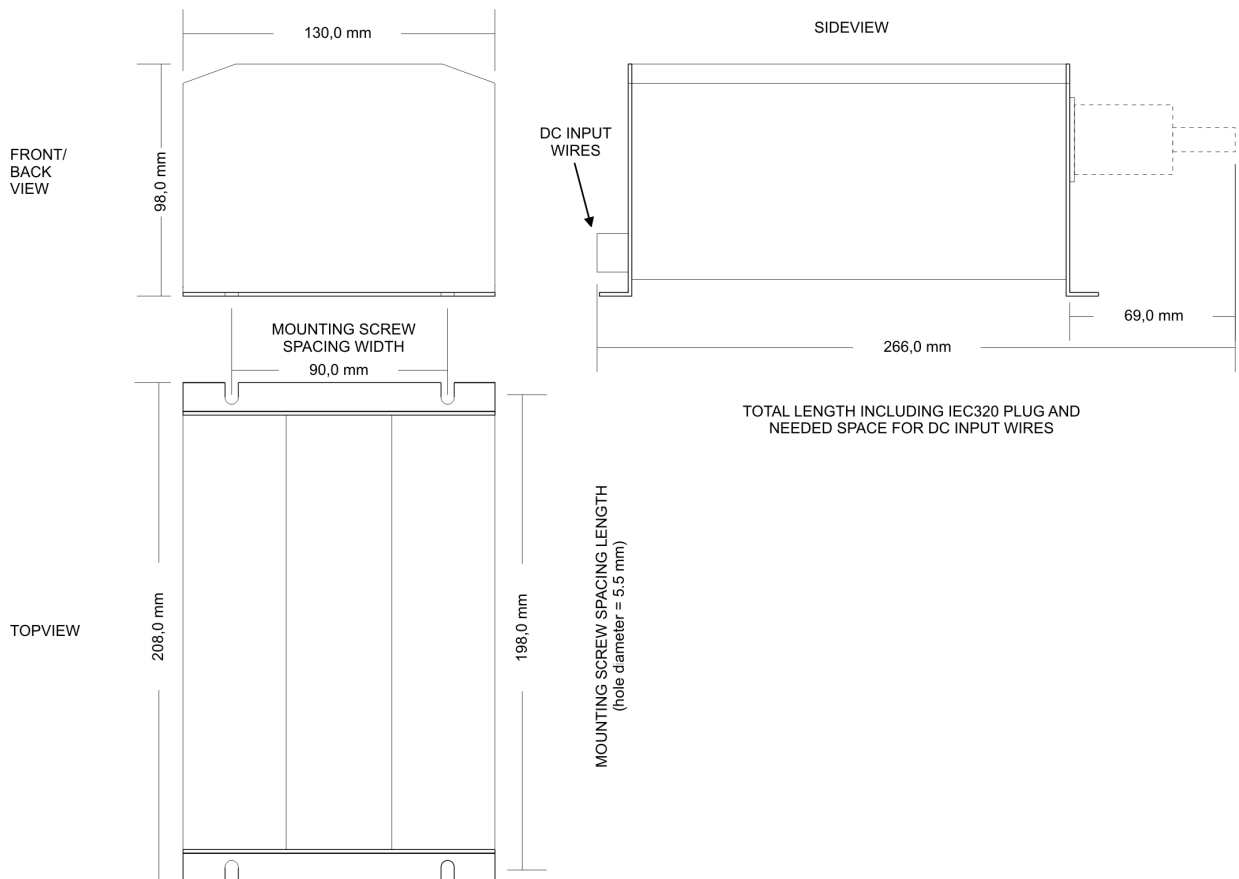 130,0 mm
SIDEVIEW
FRONT/
BACK
VIEW
98,0 mm
DC INPUT
WIRES
69,0 mm
266,0 mm
MOUNTING SCREW
SPACING WIDTH
90,0 mm
TOTAL LENGTH INCLUDING IEC320 PLUG AND
NEEDED SPACE FOR DC INPUT WIRES
TOPVIEW
208,0 mm
198,0 mm
MOUNTING SCREW SPACING LENGTH
(hole diameter = 5.5 mm)